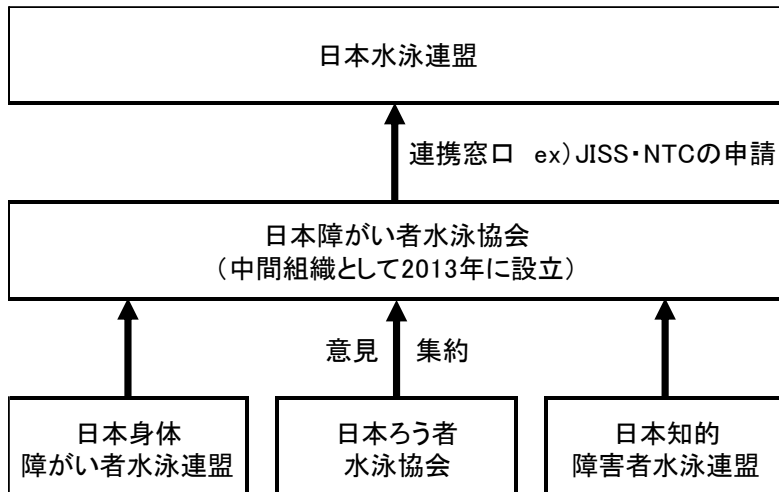 日本水泳連盟
連携窓口　ex）JISS・NTCの申請
日本障がい者水泳協会
（中間組織として2013年に設立）
意見　集約
日本身体
障がい者水泳連盟
日本ろう者
水泳協会
日本知的
障害者水泳連盟